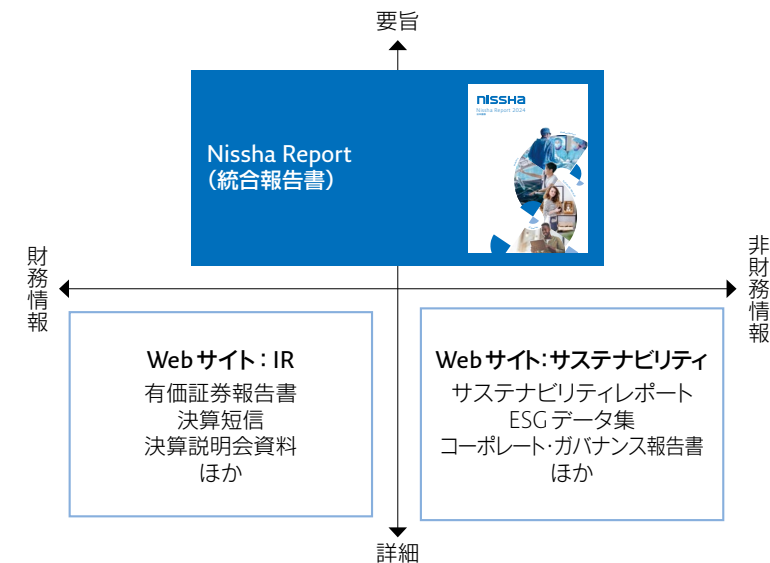 要旨
nissha
Nissha Report 2024
Nissha Report
（統合報告書）
財務情報
非財務情報
Webサイト：IR
有価証券報告書
決算短信
決算説明会資料
ほか
Webサイト：サステナビリティ
サステナビリティレポート
ESGデータ集
コーポレート・ガバナンス報告書
ほか
詳細